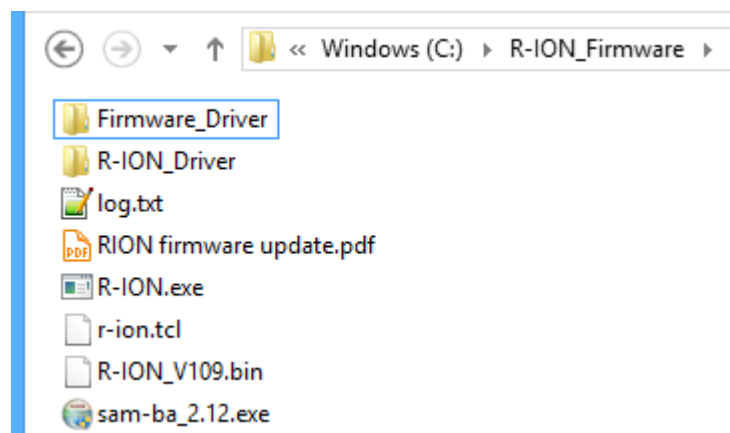 « Windows (C:) ▸ R-ION_Firmware ▸
Firmware_Driver
R-ION_Driver
log.txt
PDF RION firmware update.pdf
R-ION.exe
r-ion.tcl
R-ION_V109.bin
sam-ba_2.12.exe